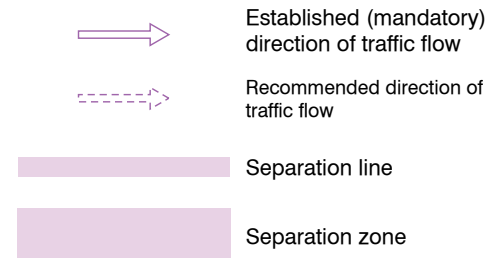 Established (mandatory)
direction of traffic flow
Recommended direction of
traffic flow
Separation line
Separation zone